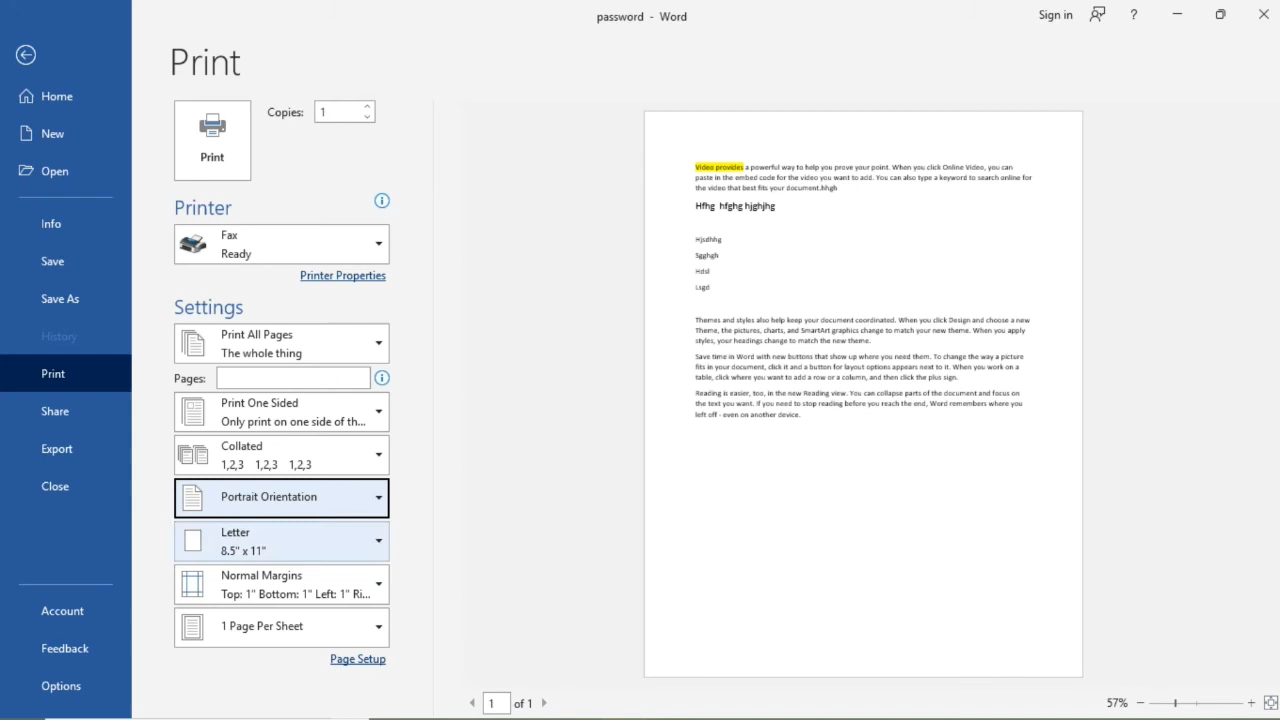 password - Word
Sign in
?
Home
New
Open
Info
Save
Save As
History
Print
Share
Export
Close
Account
Feedback
Options
Print
Print
Copies: 1
Printer
Fax
Ready
Printer Properties
Settings
Print All Pages
The whole thing
Pages:
Print One Sided
Only print on one side of th...
Collated
1,2,3 1,2,3 1,2,3
Portrait Orientation
Letter
8.5" x 11"
Normal Margins
Top: 1" Bottom: 1" Left: 1" Ri...
1 Page Per Sheet
Page Setup
Video provides a powerful way to help you prove your point. When you click Online Video, you can
paste in the embed code for the video you want to add. You can also type a keyword to search online for
the video that best fits your document.hhgh
Hfhg hfghg hjghjhg
Hjsdhhg
Sgghgh
Hdsl
Lsgd
Themes and styles also help keep your document coordinated. When you click Design and choose a new
Theme, the pictures, charts, and SmartArt graphics change to match your new theme. When you apply
styles, your headings change to match the new theme.
Save time in Word with new buttons that show up where you need them. To change the way a picture
fits in your document, click it and a button for layout options appears next to it. When you work on a
table, click where you want to add a row or a column, and then click the plus sign.
Reading is easier, too, in the new Reading view. You can collapse parts of the document and focus on
the text you want. If you need to stop reading before you reach the end, Word remembers where you
left off - even on another device.
1 of 1
57%